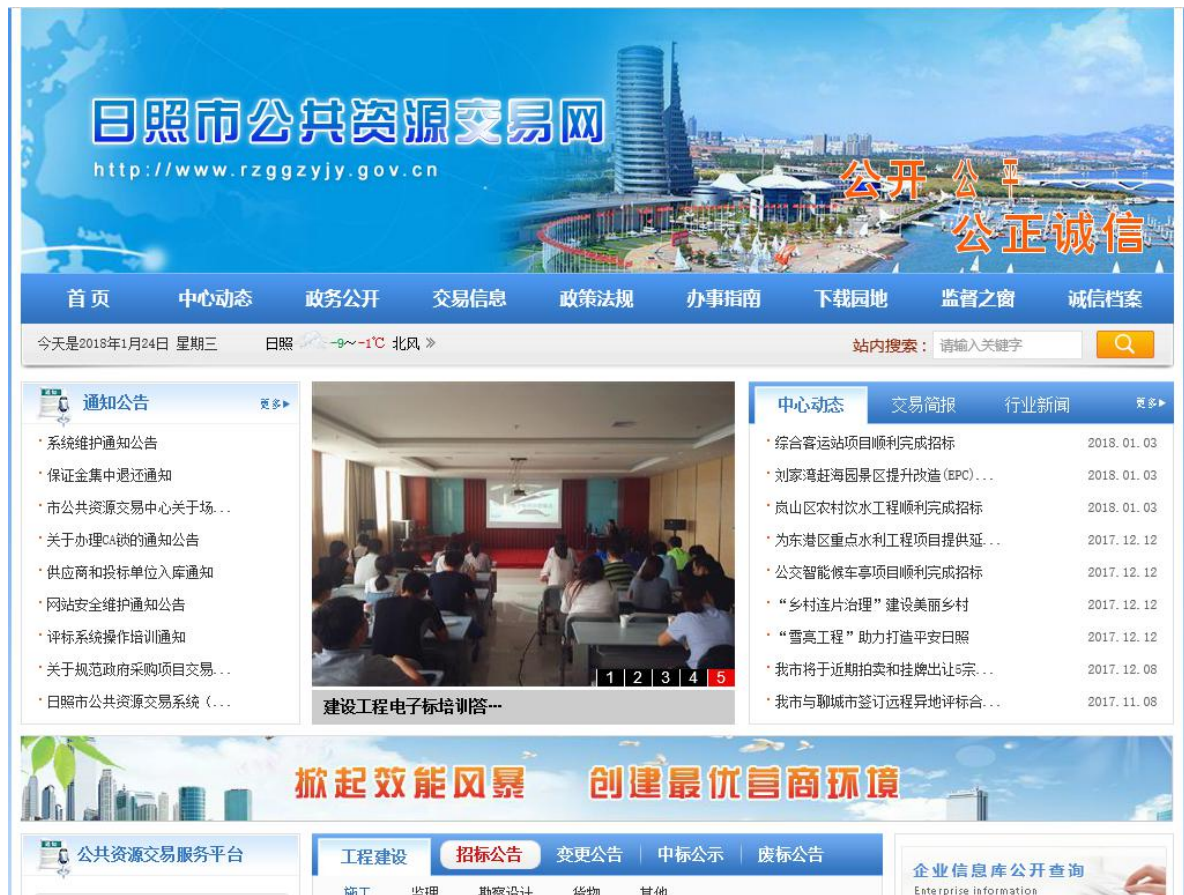 日照市公共资源交易网
http://www.rzggzyjy.gov.cn
公开 公平
公正诚信
首页 中心动态 政务公开 交易信息 政策法规 办事指南 下载园地 监督之窗 诚信档案
今天是2018年1月24日 星期三 日照 -9~-1℃ 北风 》 站内搜索： 请输入关键字
通知公告 更多
系统维护通知公告
保证金集中退还通知
市公共资源交易中心关于场...
关于办理CA锁的通知公告
供应商和投标单位入库通知
网站安全维护通知公告
评标系统操作培训通知
关于规范政府采购项目交易...
日照市公共资源交易系统（...
1 2 3 4 5
建设工程电子标培训答…
中心动态 交易简报 行业新闻 更多
综合客运站项目顺利完成招标 2018.01.03
刘家湾赶海园景区提升改造(EPC)... 2018.01.03
岚山区农村饮水工程顺利完成招标 2018.01.03
为东港区重点水利工程项目提供延... 2017.12.12
公交智能候车亭项目顺利完成招标 2017.12.12
“乡村连片治理”建设美丽乡村 2017.12.12
“雪亮工程”助力打造平安日照 2017.12.12
我市将于近期拍卖和挂牌出让5宗... 2017.12.08
我市与聊城市签订远程异地评标合... 2017.11.08
掀起效能风暴 创建最优营商环境
公共资源交易服务平台
工程建设 招标公告 变更公告 中标公示 废标公告
施工 监理 勘察设计 货物 其他
企业信息库公开查询
Enterprise information